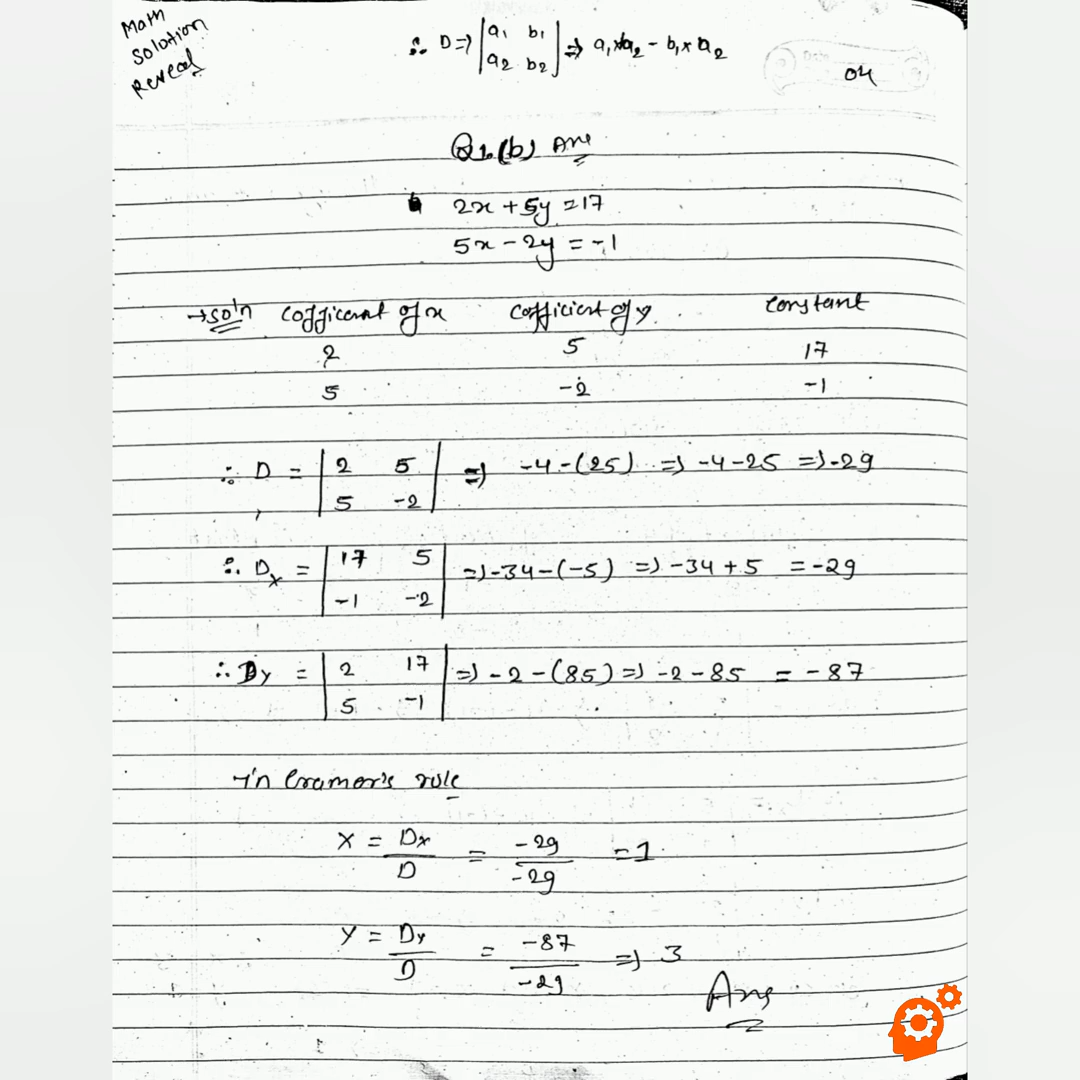 Math
Solution
Reveal
∴ D ⇒ | a₁ b₁ | ⇒ a₁×a₂ - b₁×a₂
| a₂ b₂ |
04
Q1.(b) Ans
2x + 5y = 17
5x - 2y = -1
→ sol'n cofficient of x cofficient of y. constant
2 5 17
5 -2 -1
∴ D = | 2 5 | ⇒ -4-(25) ⇒ -4-25 ⇒ -29
| 5 -2 |
∴ Dx = | 17 5 | ⇒ -34-(-5) ⇒ -34+5 = -29
| -1 -2 |
∴ Dy = | 2 17 | ⇒ -2-(85) ⇒ -2-85 = -87
| 5 -1 |
in Cramer's rule
X = Dx/D = -29/-29 = 1
Y = Dy/D = -87/-29 ⇒ 3
Ans